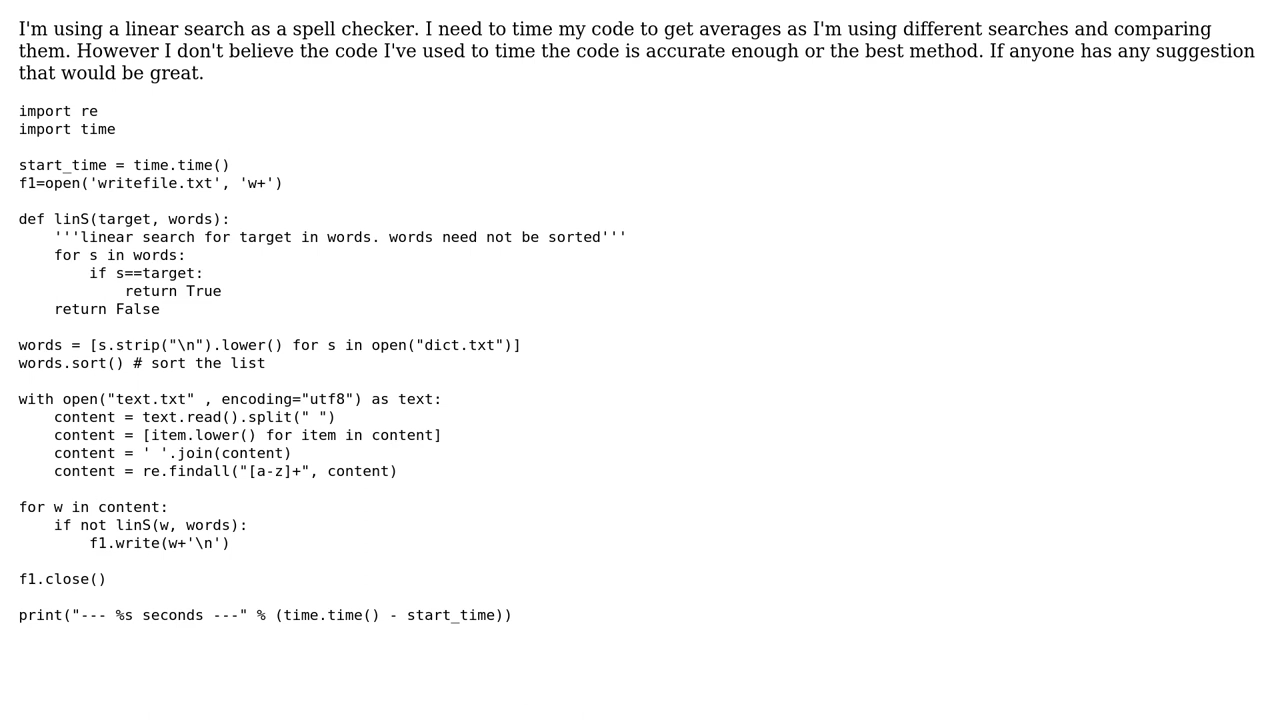 I'm using a linear search as a spell checker. I need to time my code to get averages as I'm using different searches and comparing
them. However I don't believe the code I've used to time the code is accurate enough or the best method. If anyone has any suggestion
that would be great.
import re
import time
start_time = time.time()
f1=open('writefile.txt', 'w+')
def linS(target, words):
    '''linear search for target in words. words need not be sorted'''
    for s in words:
        if s==target:
            return True
    return False
words = [s.strip("\n").lower() for s in open("dict.txt")]
words.sort() # sort the list
with open("text.txt" , encoding="utf8") as text:
    content = text.read().split(" ")
    content = [item.lower() for item in content]
    content = ' '.join(content)
    content = re.findall("[a-z]+", content)
for w in content:
    if not linS(w, words):
        f1.write(w+'\n')
f1.close()
print("--- %s seconds ---" % (time.time() - start_time))